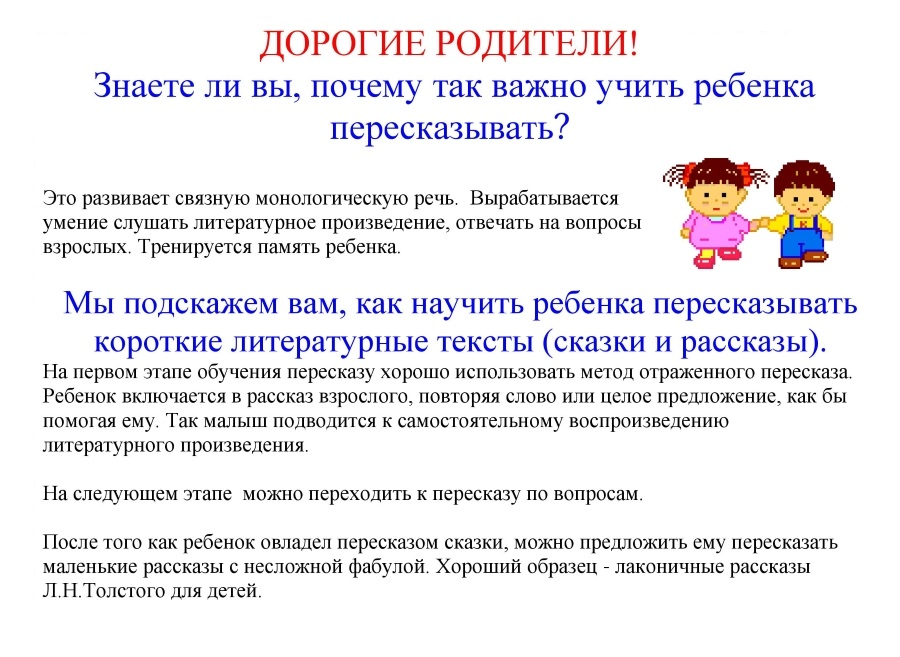 ДОРОГИЕ РОДИТЕЛИ!
Знаете ли вы, почему так важно учить ребенка
пересказывать?
Это развивает связную монологическую речь.  Вырабатывается
умение слушать литературное произведение, отвечать на вопросы
взрослых. Тренируется память ребенка.
Мы подскажем вам, как научить ребенка пересказывать
короткие литературные тексты (сказки и рассказы).
На первом этапе обучения пересказу хорошо использовать метод отраженного пересказа.
Ребенок включается в рассказ взрослого, повторяя слово или целое предложение, как бы
помогая ему. Так малыш подводится к самостоятельному воспроизведению
литературного произведения.
На следующем этапе  можно переходить к пересказу по вопросам.
После того как ребенок овладел пересказом сказки, можно предложить ему пересказать
маленькие рассказы с несложной фабулой. Хороший образец - лаконичные рассказы
Л.Н.Толстого для детей.